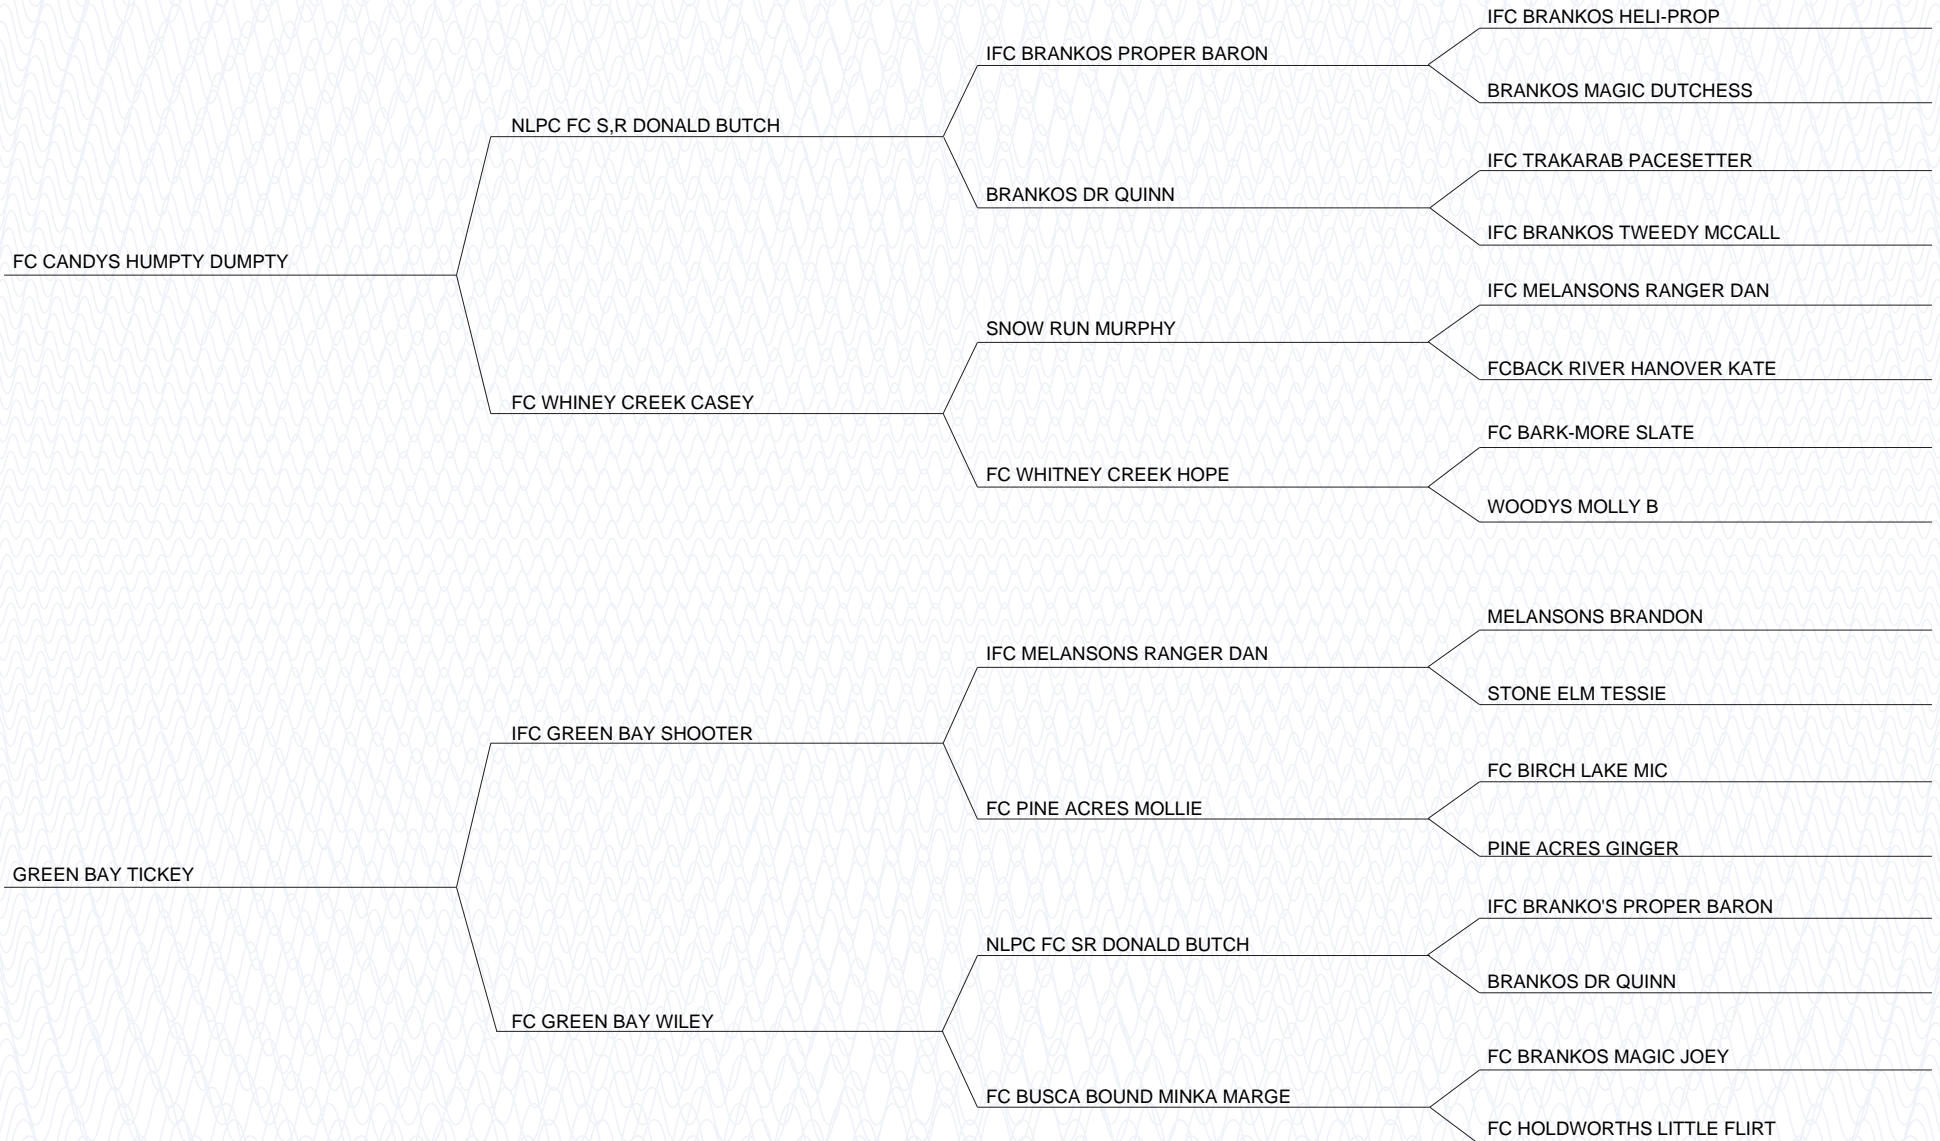 IFC BRANKOS HELI-PROP
IFC BRANKOS PROPER BARON
BRANKOS MAGIC DUTCHESS
NLPC FC S,R DONALD BUTCH
IFC TRAKARAB PACESETTER
BRANKOS DR QUINN
IFC BRANKOS TWEEDY MCCALL
FC CANDYS HUMPTY DUMPTY
IFC MELANSONS RANGER DAN
SNOW RUN MURPHY
FCBACK RIVER HANOVER KATE
FC WHINEY CREEK CASEY
FC BARK-MORE SLATE
FC WHITNEY CREEK HOPE
WOODYS MOLLY B
MELANSONS BRANDON
IFC MELANSONS RANGER DAN
STONE ELM TESSIE
IFC GREEN BAY SHOOTER
FC BIRCH LAKE MIC
FC PINE ACRES MOLLIE
PINE ACRES GINGER
GREEN BAY TICKEY
IFC BRANKO'S PROPER BARON
NLPC FC SR DONALD BUTCH
BRANKOS DR QUINN
FC GREEN BAY WILEY
FC BRANKOS MAGIC JOEY
FC BUSCA BOUND MINKA MARGE
FC HOLDWORTHS LITTLE FLIRT